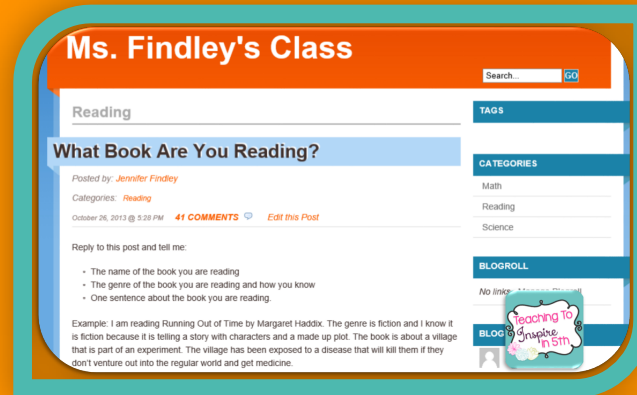 Ms. Findley's Class
Search...
GO
Reading
TAGS
What Book Are You Reading?
CATEGORIES
Posted by: Jennifer Findley
Math
Categories: Reading
Reading
October 26, 2013 @ 5:28 PM 41 COMMENTS Edit this Post
Science
Reply to this post and tell me:
BLOGROLL
• The name of the book you are reading
• The genre of the book you are reading and how you know
• One sentence about the book you are reading.
No links.
Teaching To
Inspire
in 5th
BLOG
Example: I am reading Running Out of Time by Margaret Haddix. The genre is fiction and I know it
is fiction because it is telling a story with characters and a made up plot. The book is about a village
that is part of an experiment. The village has been exposed to a disease that will kill them if they
don't venture out into the regular world and get medicine.